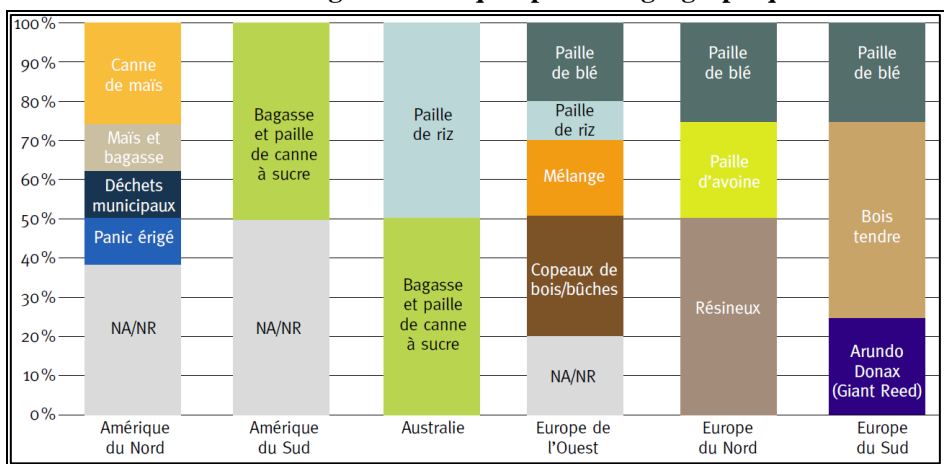 100 %
90 %
80 %
70 %
60 %
50 %
40 %
30 %
20 %
10 %
0 %
Canne
de maïs
Maïs et
bagasse
Déchets
municipaux
Panic érigé
NA/NR
Amérique
du Nord
Bagasse
et paille
de canne
à sucre
NA/NR
Amérique
du Sud
Paille
de riz
Bagasse
et paille
de canne
à sucre
Australie
Paille
de blé
Paille
de riz
Mélange
Copeaux de
bois/bûches
NA/NR
Europe de
l'Ouest
Paille
de blé
Paille
d'avoine
Résineux
Europe
du Nord
Paille
de blé
Bois
tendre
Arundo
Donax
(Giant Reed)
Europe
du Sud